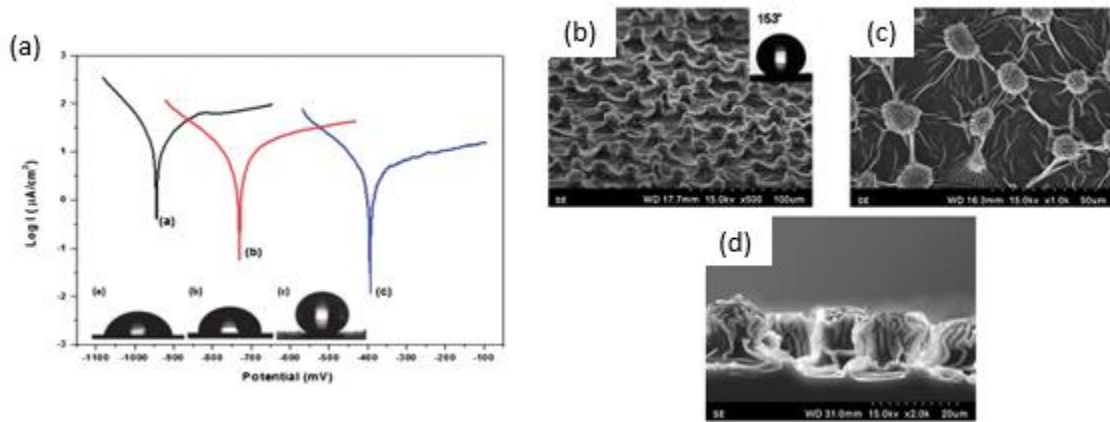 (a)
Log I ( μA/cm²)
3
2
1
0
-1
-2
-3
(a)
(b)
(c)
(a)
(b)
(c)
-1100 -1000 -900 -800 -700 -600 -500 -400 -300 -200 -100
Potential (mV)
(b)
153°
SE WD 17.7mm 15.0kv x500 100um
(c)
SE WD 16.3mm 15.0kv x1.0k 50um
(d)
SE WD 31.0mm 15.0kv x2.0k 20um